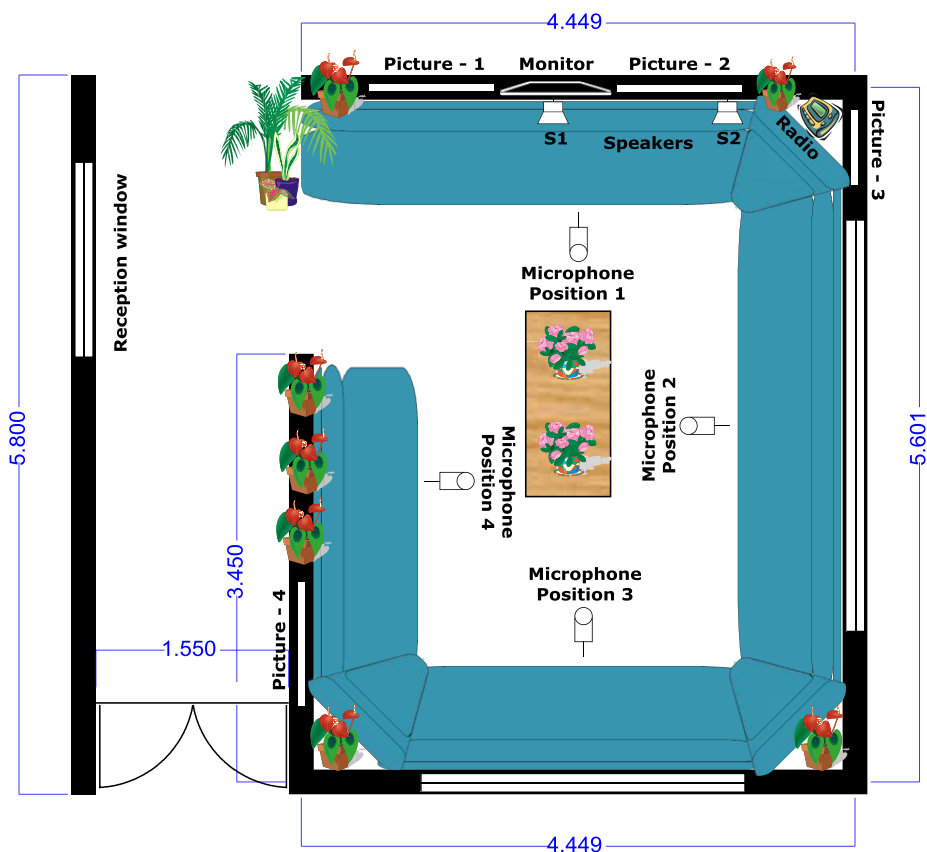 4.449
Picture - 1
Monitor
Picture - 2
S1
Speakers
S2
Radio
Picture - 3
Reception window
Microphone
Position 1
5.800
Microphone
Position 2
5.601
Microphone
Position 4
3.450
Microphone
Position 3
Picture - 4
1.550
4.449